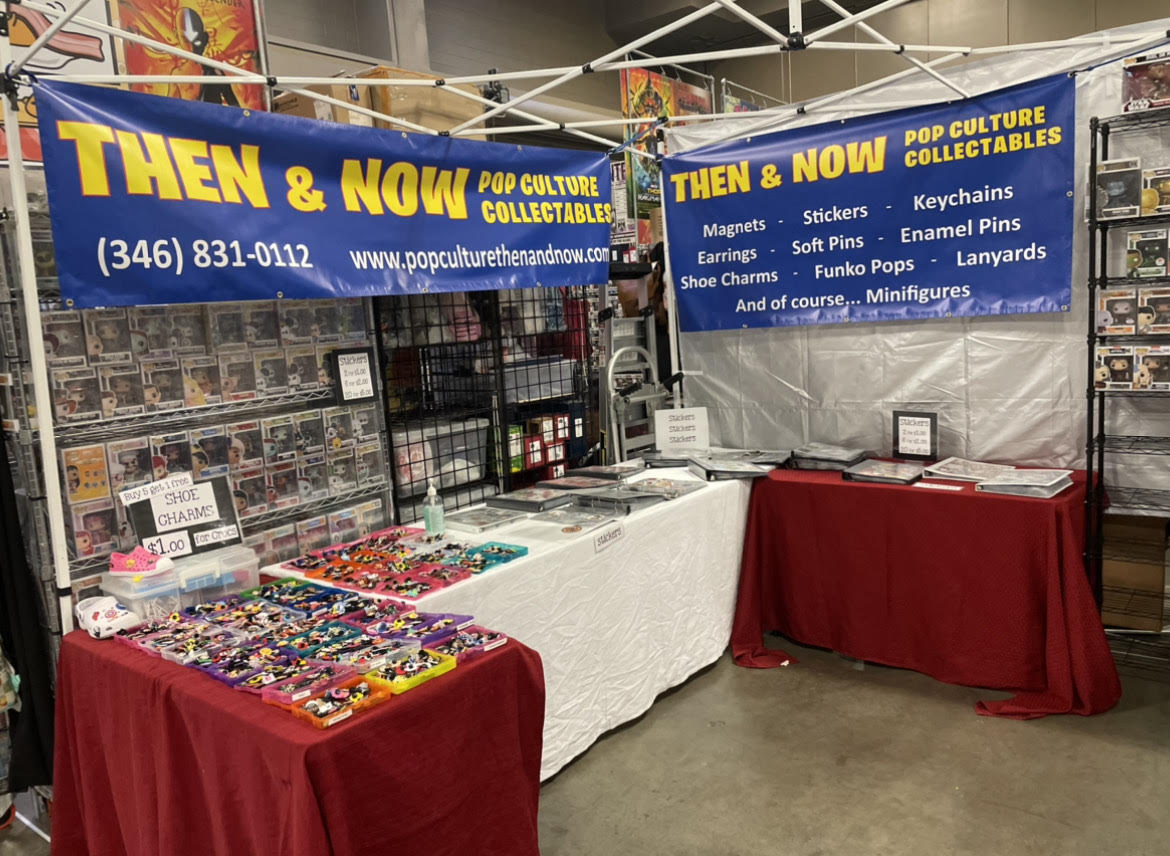 THEN & NOW POP CULTURE
COLLECTABLES
(346) 831-0112 www.popculturethenandnow.com
THEN & NOW POP CULTURE
COLLECTABLES
Magnets - Stickers - Keychains
Earrings - Soft Pins - Enamel Pins
Shoe Charms - Funko Pops - Lanyards
And of course... Minifigures
Stickers
Buy 5 get 1 free
SHOE
CHARMS
$1.00 for Crocs
Stickers
Stickers
Stickers
Stickers
Stickers